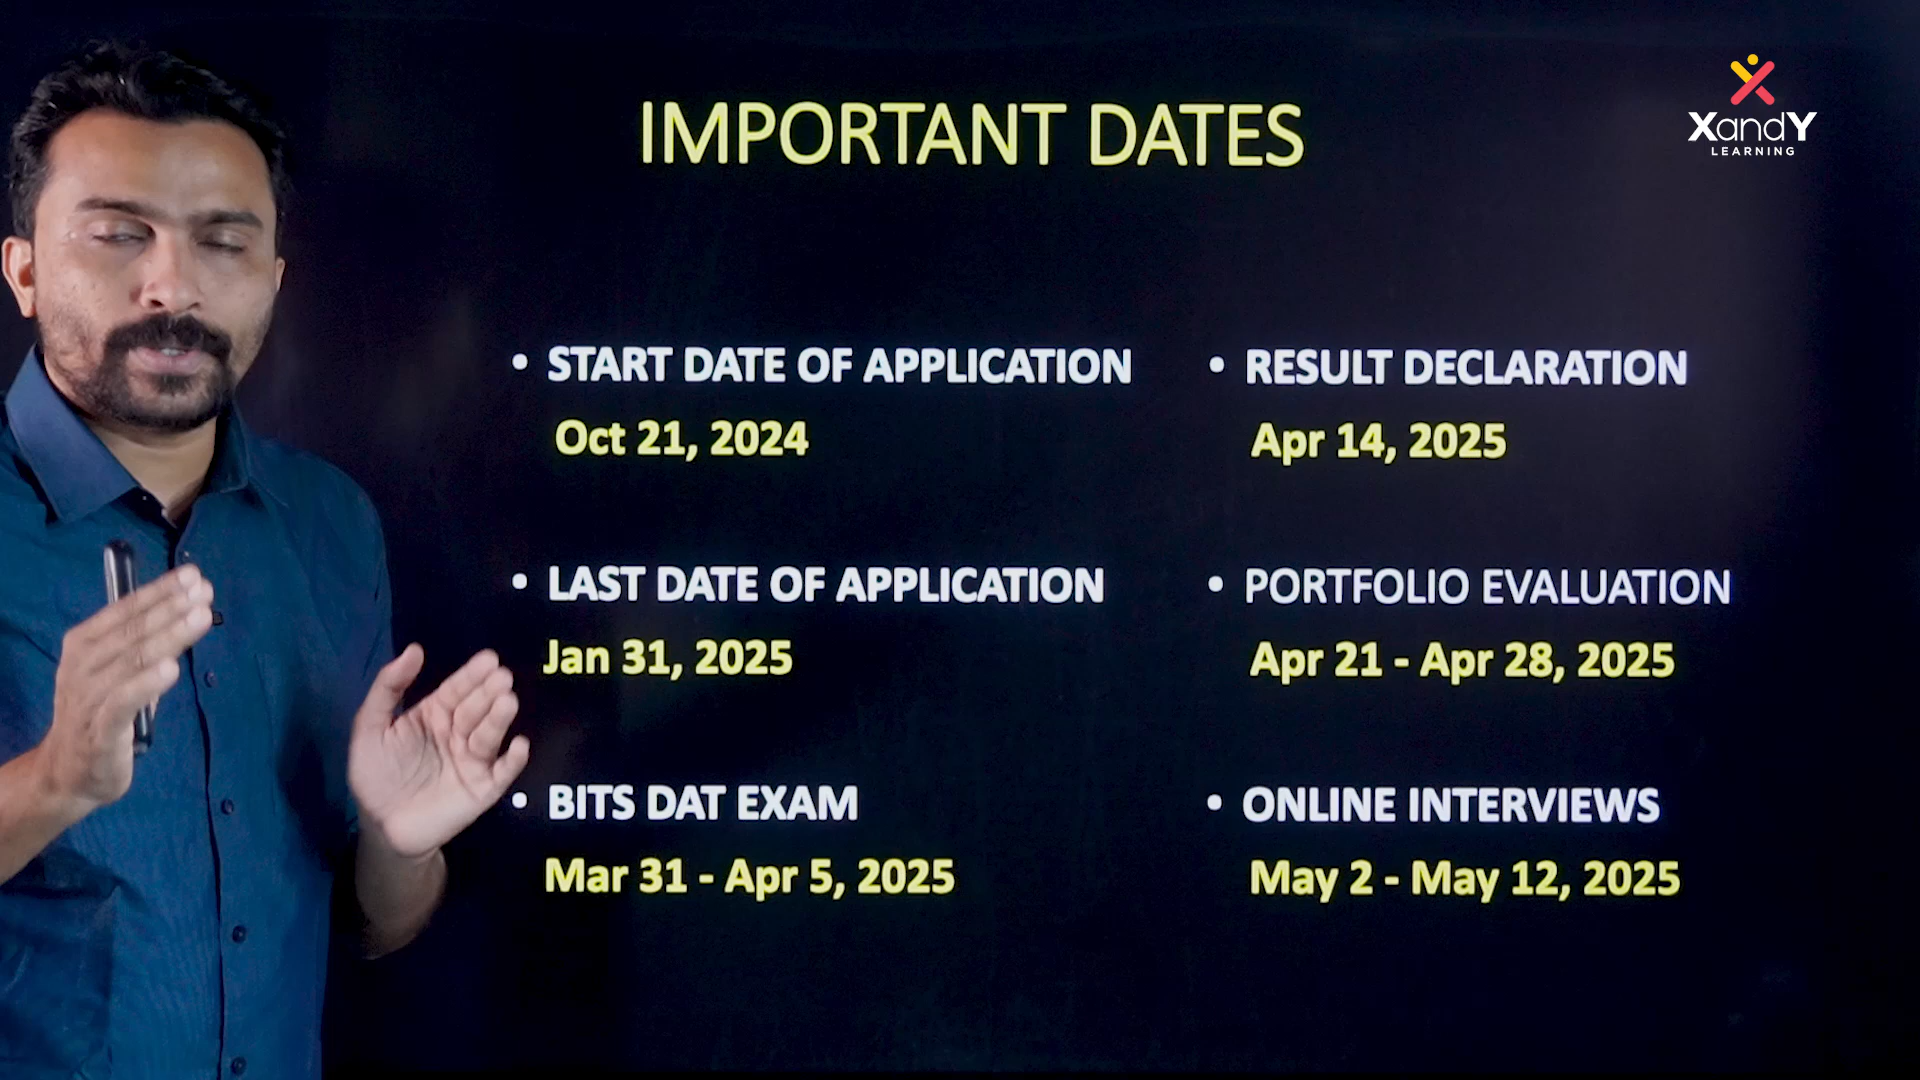 XandY
LEARNING
IMPORTANT DATES
• START DATE OF APPLICATION
Oct 21, 2024
• LAST DATE OF APPLICATION
Jan 31, 2025
• BITS DAT EXAM
Mar 31 - Apr 5, 2025
• RESULT DECLARATION
Apr 14, 2025
• PORTFOLIO EVALUATION
Apr 21 - Apr 28, 2025
• ONLINE INTERVIEWS
May 2 - May 12, 2025